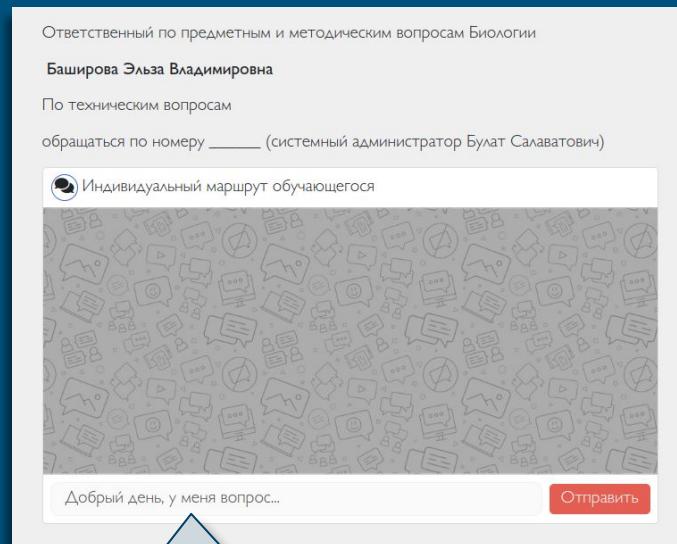 Ответственный по предметным и методическим вопросам Биологии
Баширова Эльза Владимировна
По техническим вопросам
обращаться по номеру ______ (системный администратор Булат Салаватович)
Индивидуальный маршрут обучающегося
Добрый день, у меня вопрос...
Отправить